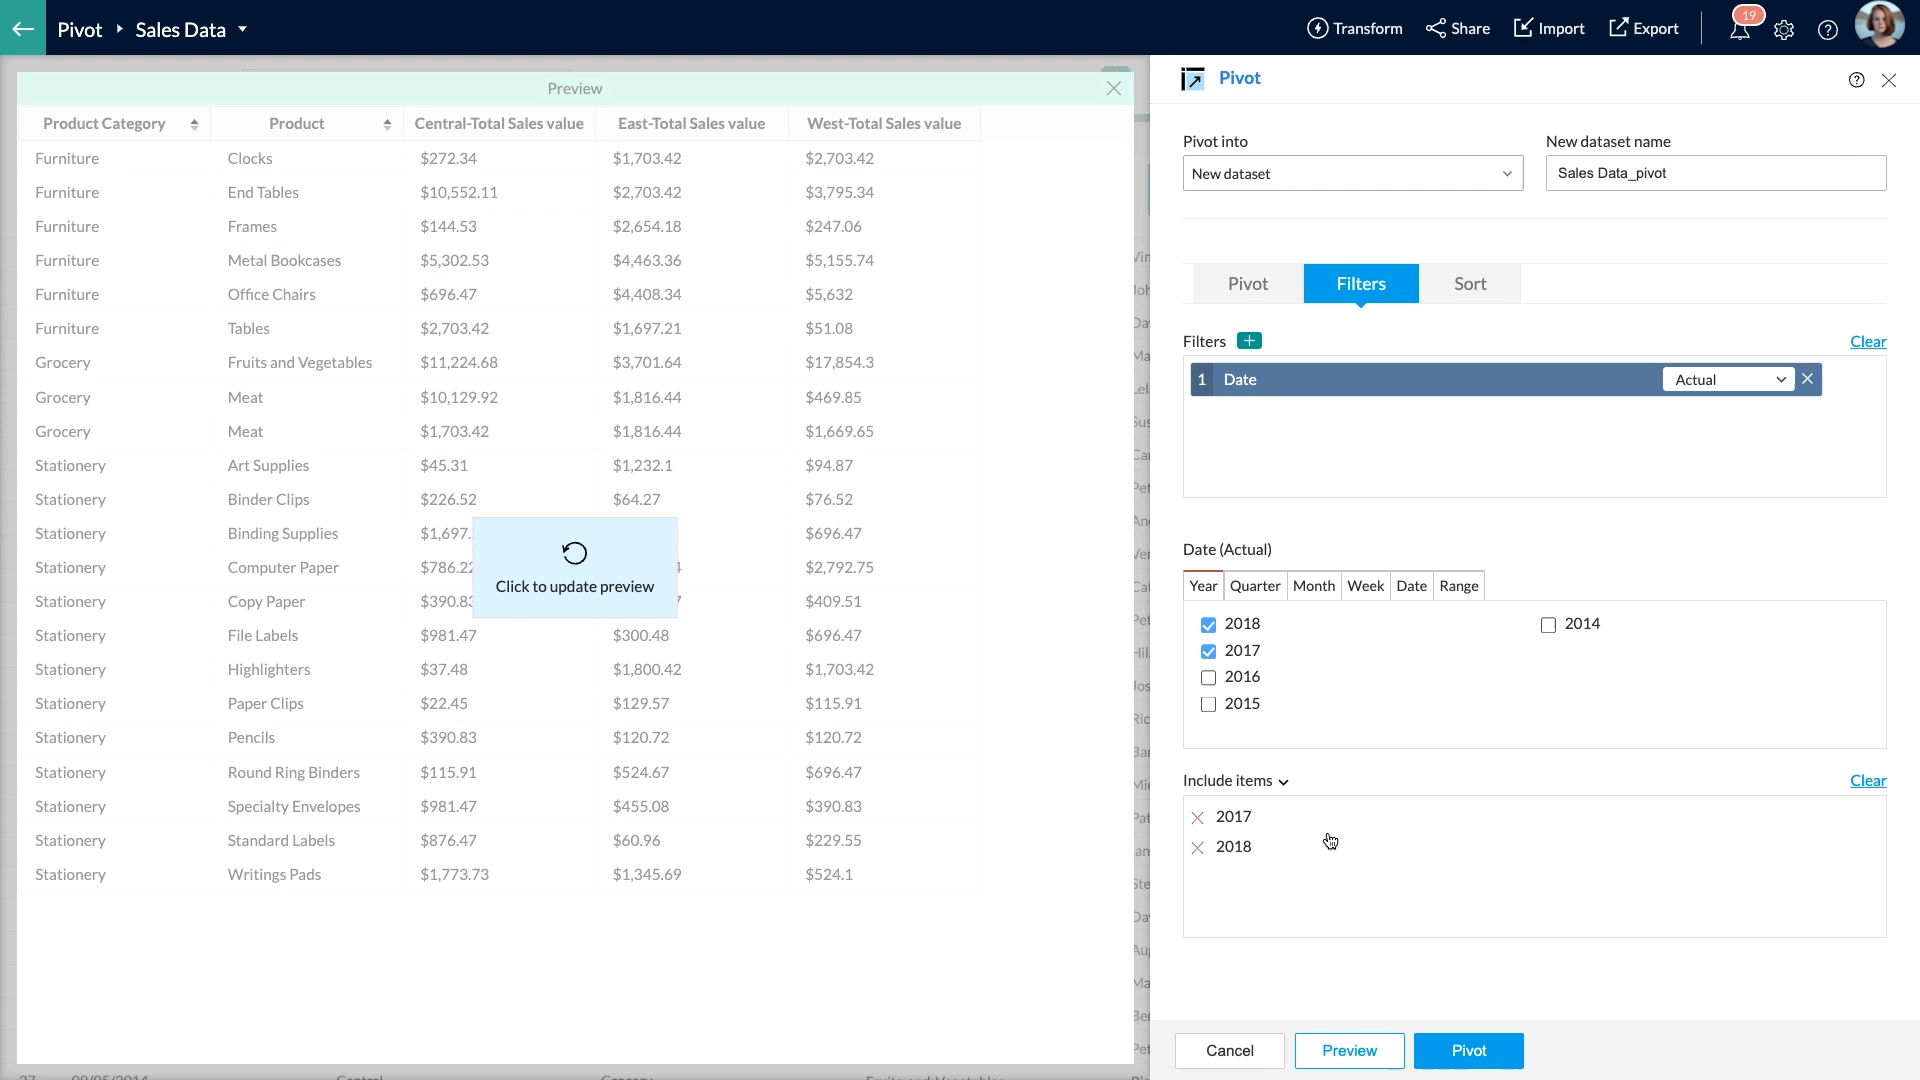 Pivot ▸ Sales Data
Transform Share Import Export 19
Preview
Product Category Product Central-Total Sales value East-Total Sales value West-Total Sales value
Furniture Clocks $272.34 $1,703.42 $2,703.42
Furniture End Tables $10,552.11 $2,703.42 $3,795.34
Furniture Frames $144.53 $2,654.18 $247.06
Furniture Metal Bookcases $5,302.53 $4,463.36 $5,155.74
Furniture Office Chairs $696.47 $4,408.34 $5,632
Furniture Tables $2,703.42 $1,697.21 $51.08
Grocery Fruits and Vegetables $11,224.68 $3,701.64 $17,854.3
Grocery Meat $10,129.92 $1,816.44 $469.85
Grocery Meat $1,703.42 $1,816.44 $1,669.65
Stationery Art Supplies $45.31 $1,232.1 $94.87
Stationery Binder Clips $226.52 $64.27 $76.52
Stationery Binding Supplies $1,697. $696.47
Stationery Computer Paper $786.22 $2,792.75
Stationery Copy Paper $390.83 $409.51
Click to update preview
Stationery File Labels $981.47 $300.48 $696.47
Stationery Highlighters $37.48 $1,800.42 $1,703.42
Stationery Paper Clips $22.45 $129.57 $115.91
Stationery Pencils $390.83 $120.72 $120.72
Stationery Round Ring Binders $115.91 $524.67 $696.47
Stationery Specialty Envelopes $981.47 $455.08 $390.83
Stationery Standard Labels $876.47 $60.96 $229.55
Stationery Writings Pads $1,773.73 $1,345.69 $524.1
Pivot
Pivot into New dataset name
New dataset Sales Data_pivot
Pivot Filters Sort
Filters + Clear
1 Date Actual
Date (Actual)
Year Quarter Month Week Date Range
2018 2014
2017
2016
2015
Include items Clear
2017
2018
Cancel Preview Pivot